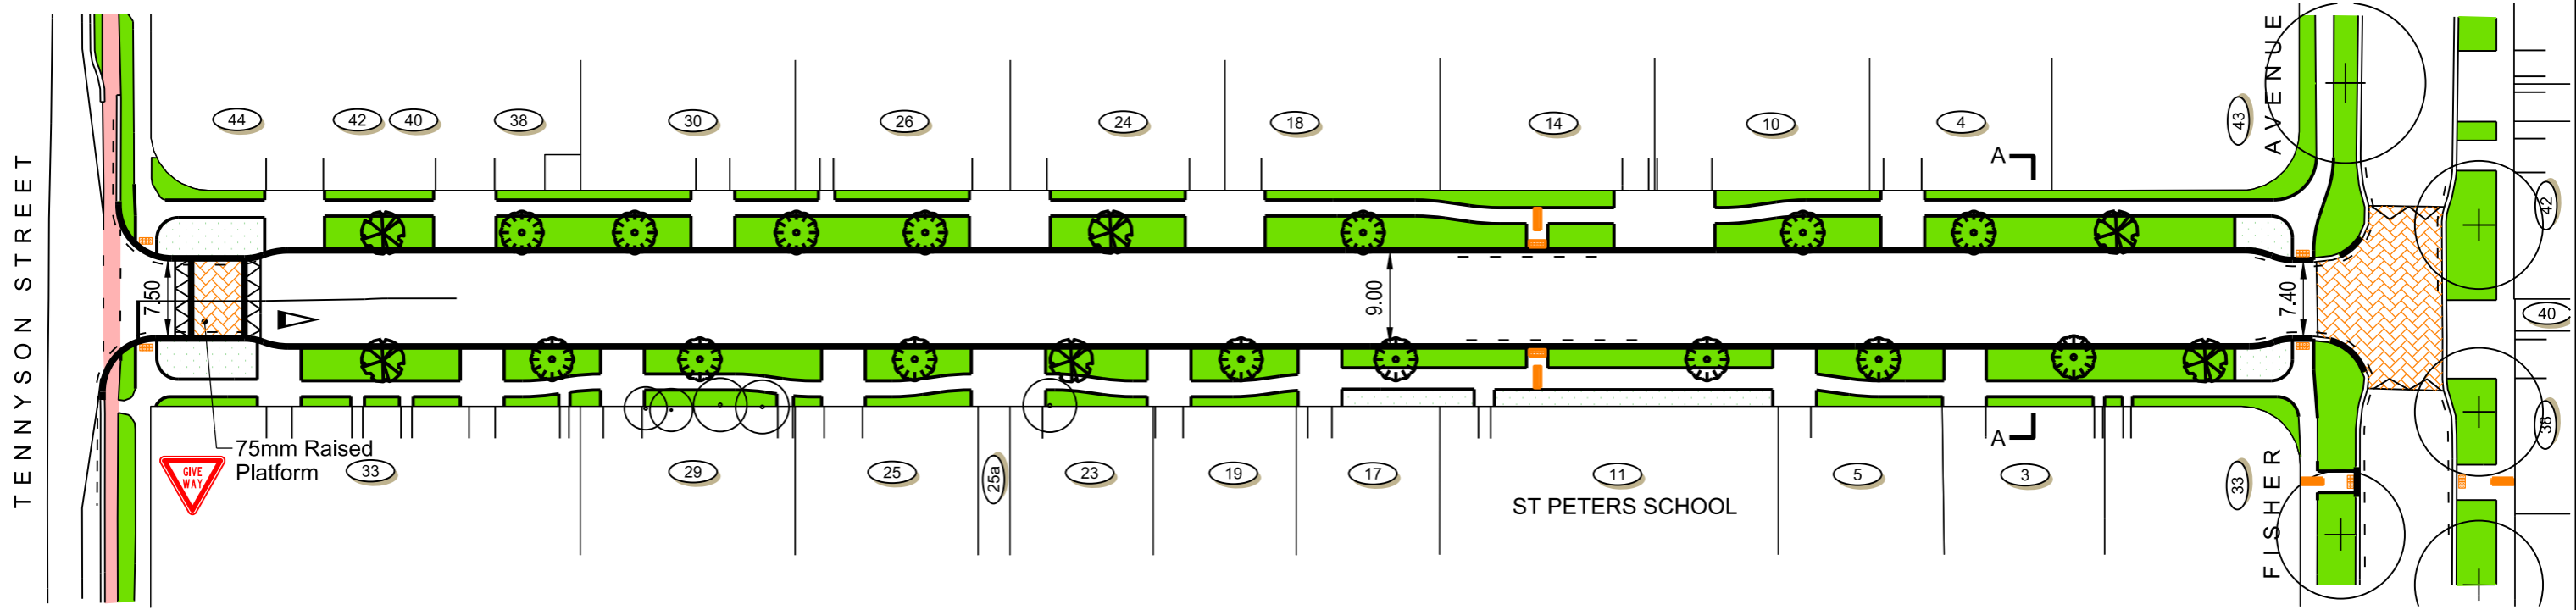 TENNYSON STREET
44
42
40
38
30
26
24
18
14
10
4
43
AVENUE
A
42
7.50
9.00
7.40
40
A
75mm Raised
Platform
GIVE
WAY
33
29
25
25a
23
19
17
11
5
3
33
38
ST PETERS SCHOOL
FISHER